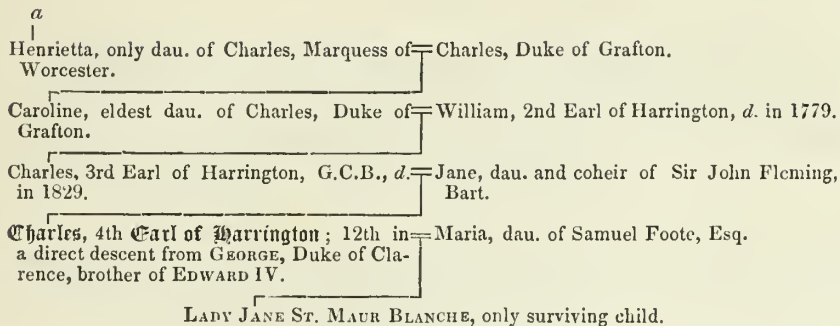 a
Henrietta, only dau. of Charles, Marquess of Charles, Duke of Grafton.
Worcester.
Caroline, eldest dau. of Charles, Duke of William, 2nd Earl of Harrington, d. in 1779.
Grafton.
Charles, 3rd Earl of Harrington, G.C.B., d. Jane, dau. and coheir of Sir John Fleming,
in 1829. Bart.
Charles, 4th Earl of Harrington; 12th in Maria, dau. of Samuel Foote, Esq.
a direct descent from GEORGE, Duke of Cla-
rence, brother of EDWARD IV.
LADY JANE ST. MAUR BLANCHE, only surviving child.